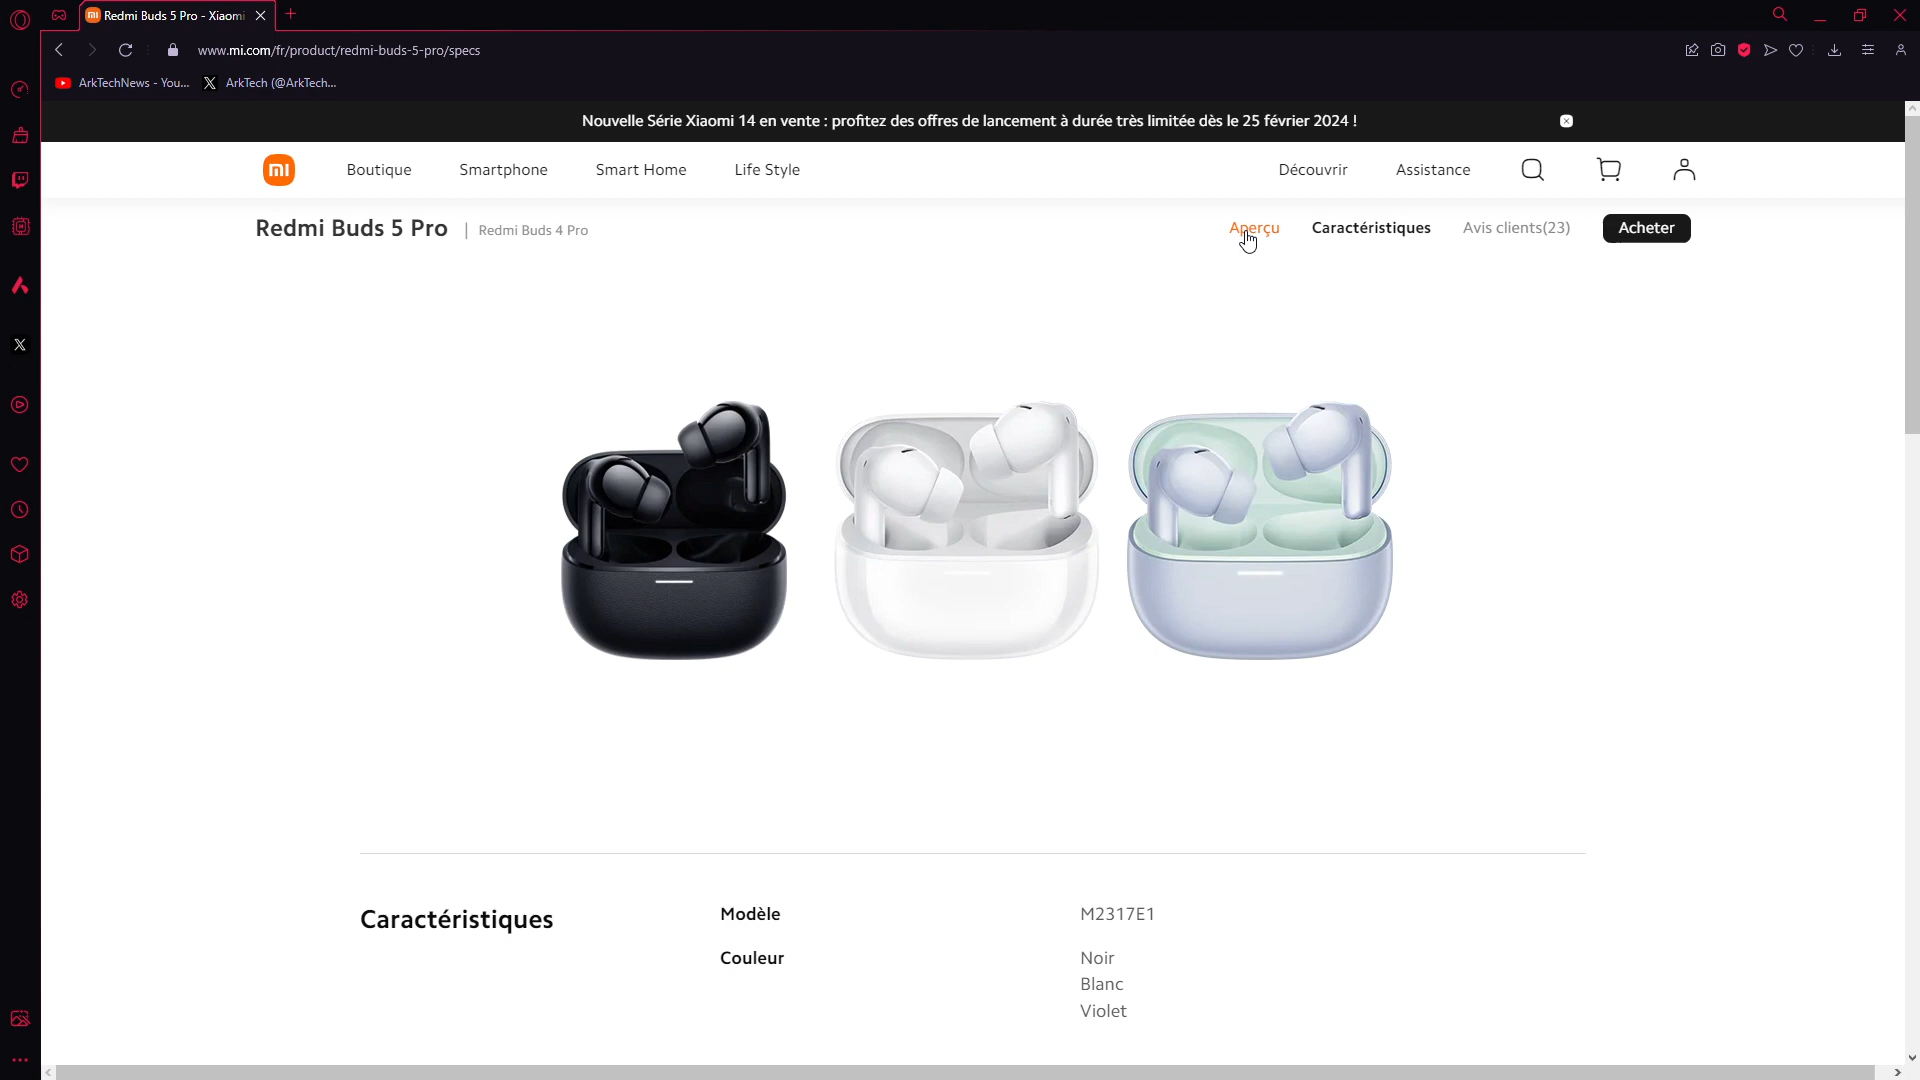 Redmi Buds 5 Pro - Xiaomi
www.mi.com/fr/product/redmi-buds-5-pro/specs
ArkTechNews - You... ArkTech (@ArkTech...
Nouvelle Série Xiaomi 14 en vente : profitez des offres de lancement à durée très limitée dès le 25 février 2024 !
Boutique Smartphone Smart Home Life Style Découvrir Assistance
Redmi Buds 5 Pro | Redmi Buds 4 Pro Aperçu Caractéristiques Avis clients(23) Acheter
Caractéristiques Modèle M2317E1
Couleur Noir
Blanc
Violet